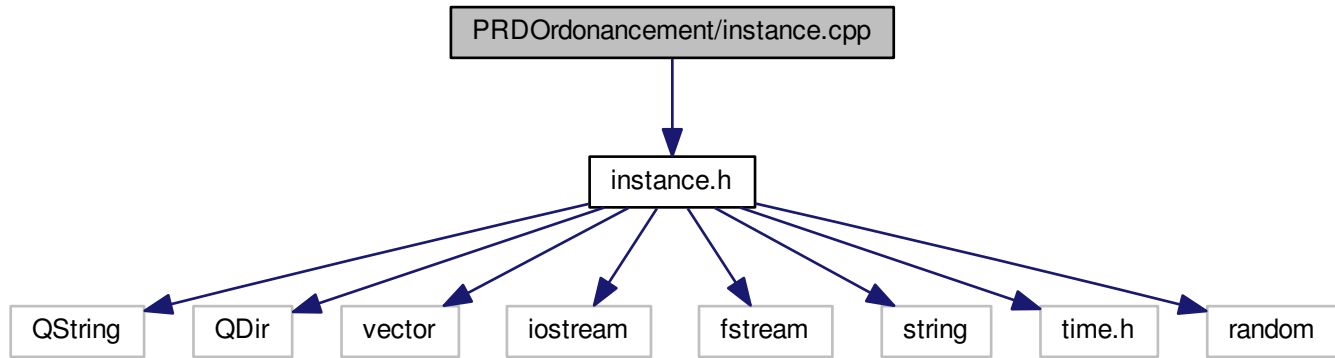 PRDOrdonancement/instance.cpp
instance.h
QString
QDir
vector
iostream
fstream
string
time.h
random